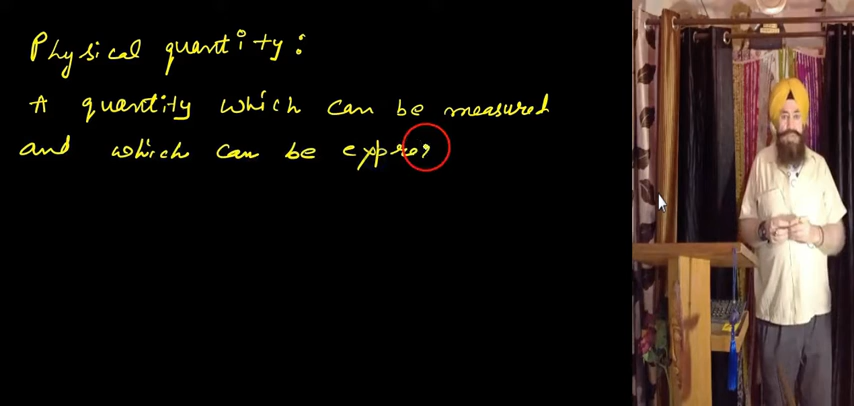 Physical quantity:
A quantity which can be measured
and which can be expres